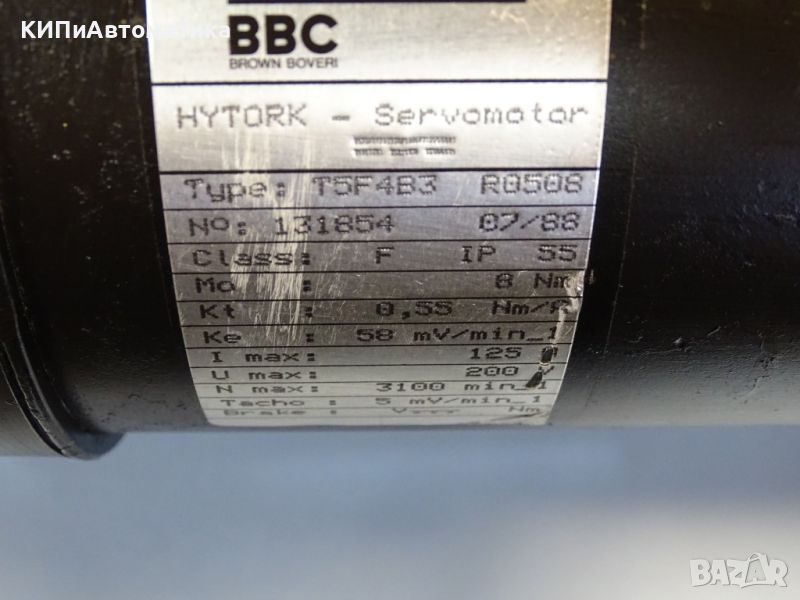 КИПиАвтоматика
BBC
BROWN BOVERI
HYTORK - Servomotor
Type: T5F4B3 R0508
No: 131854 07/88
Class: F IP 55
Mo 8 Nm
Kt : 0,55 Nm/A
Ke : 58 mV/min_1
I max: 125
U max: 200 V
N max: 3100 min_1
Tacho : 5 mV/min_1
Brake: V--- Nm
BAZAR